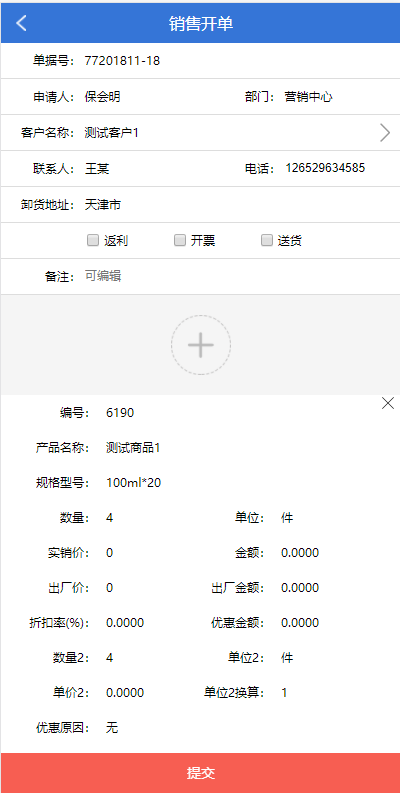 销售开单
单据号： 77201811-18
申请人： 保会明 部门： 营销中心
客户名称： 测试客户1
联系人： 王某 电话： 126529634585
卸货地址： 天津市
返利 开票 送货
备注： 可编辑
编号： 6190
产品名称： 测试商品1
规格型号： 100ml*20
数量： 4 单位： 件
实销价： 0 金额： 0.0000
出厂价： 0 出厂金额： 0.0000
折扣率(%)： 0.0000 优惠金额： 0.0000
数量2： 4 单位2： 件
单价2： 0.0000 单位2换算： 1
优惠原因： 无
提交